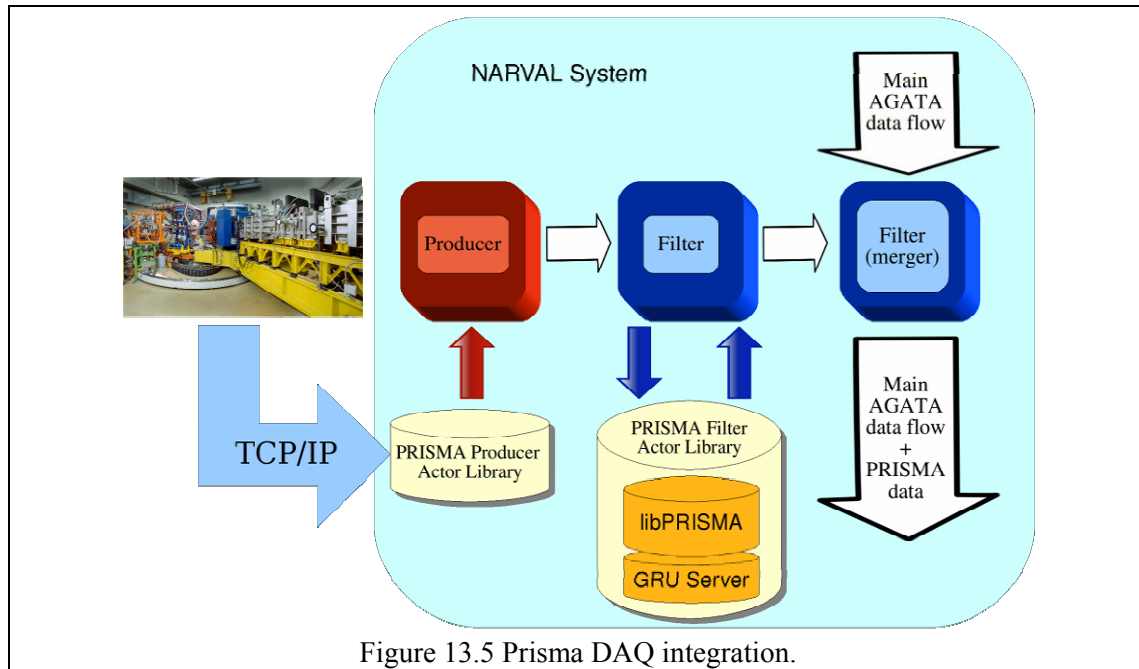 NARVAL System
Main
AGATA
data flow
Producer
Filter
Filter
(merger)
TCP/IP
PRISMA Producer
Actor Library
PRISMA Filter
Actor Library
libPRISMA
GRU Server
Main
AGATA
data flow
+
PRISMA
data
Figure 13.5 Prisma DAQ integration.